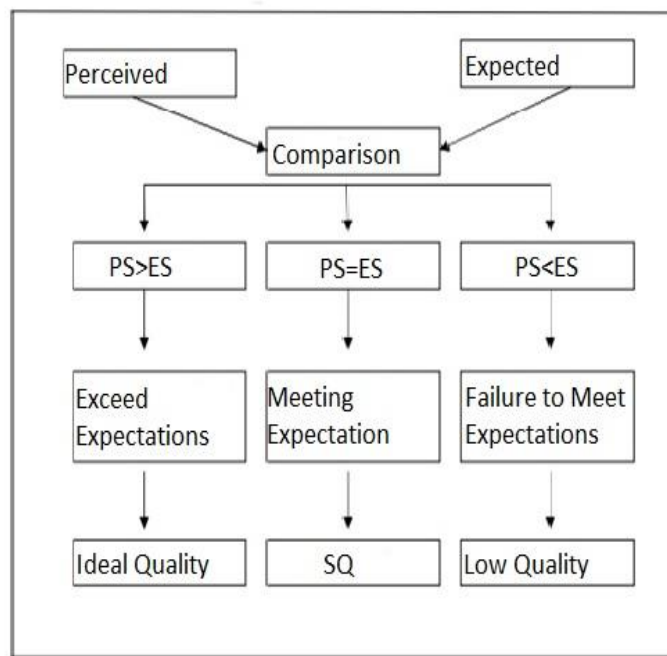 Perceived
Expected
Comparison
PS>ES
PS=ES
PS<ES
Exceed
Expectations
Meeting
Expectation
Failure to Meet
Expectations
Ideal Quality
SQ
Low Quality